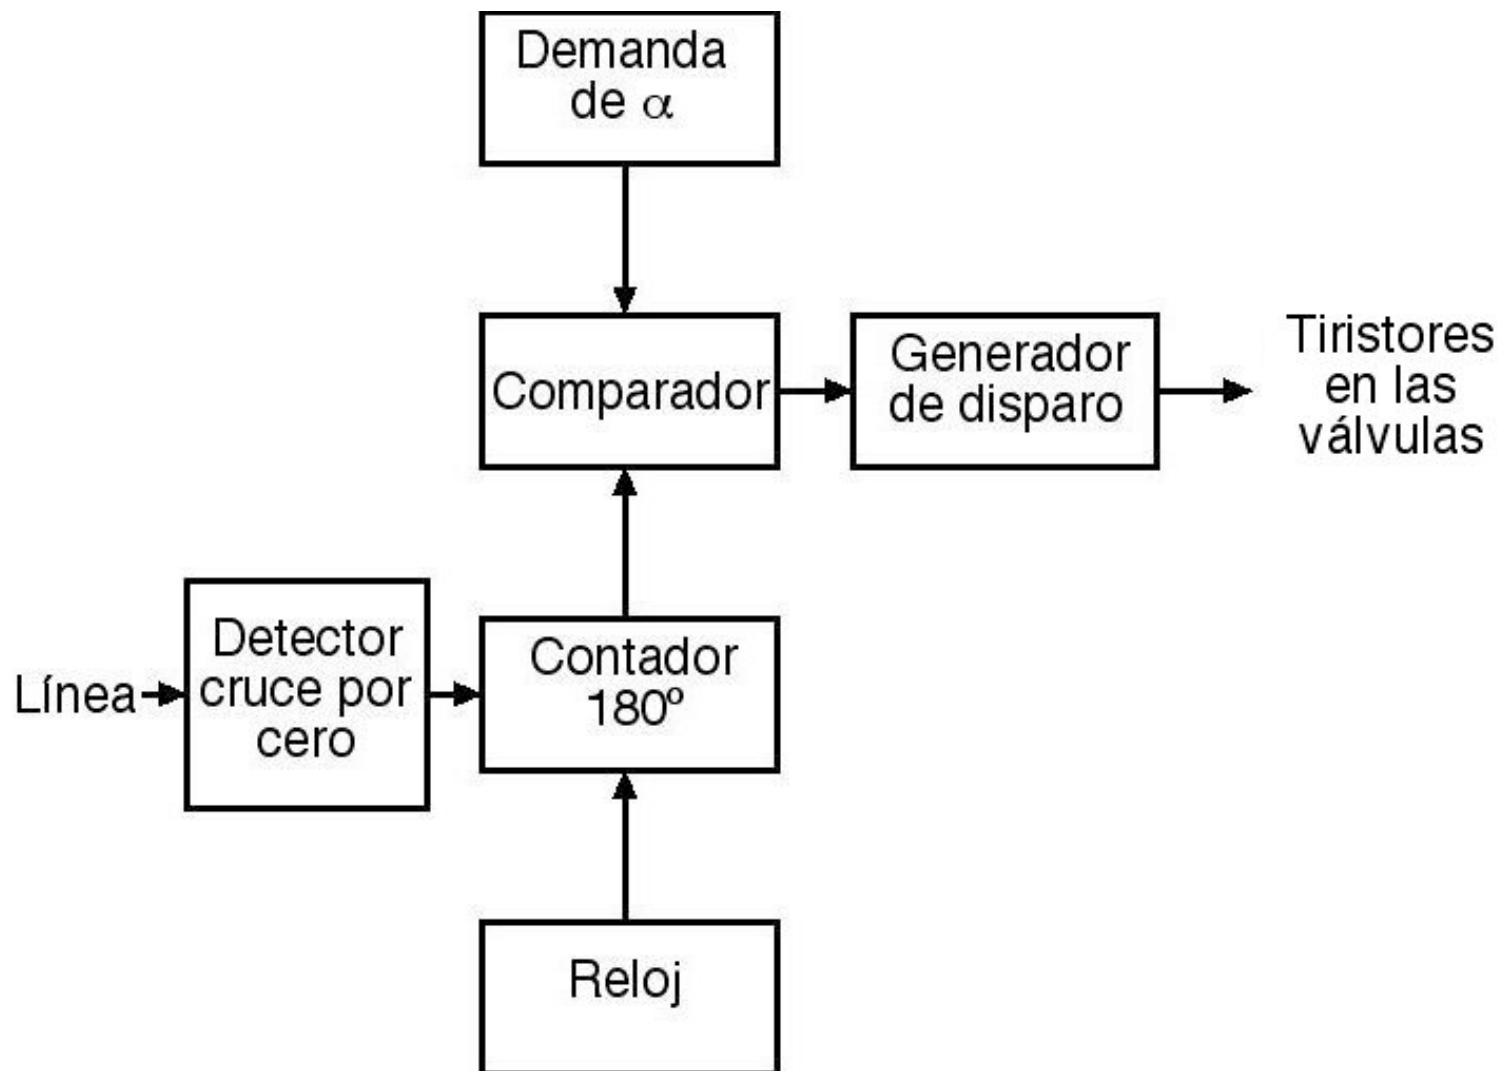 Demanda
de α
Comparador
Generador
de disparo
Tiristores
en las
válvulas
Línea
Detector
cruce por
cero
Contador
180º
Reloj